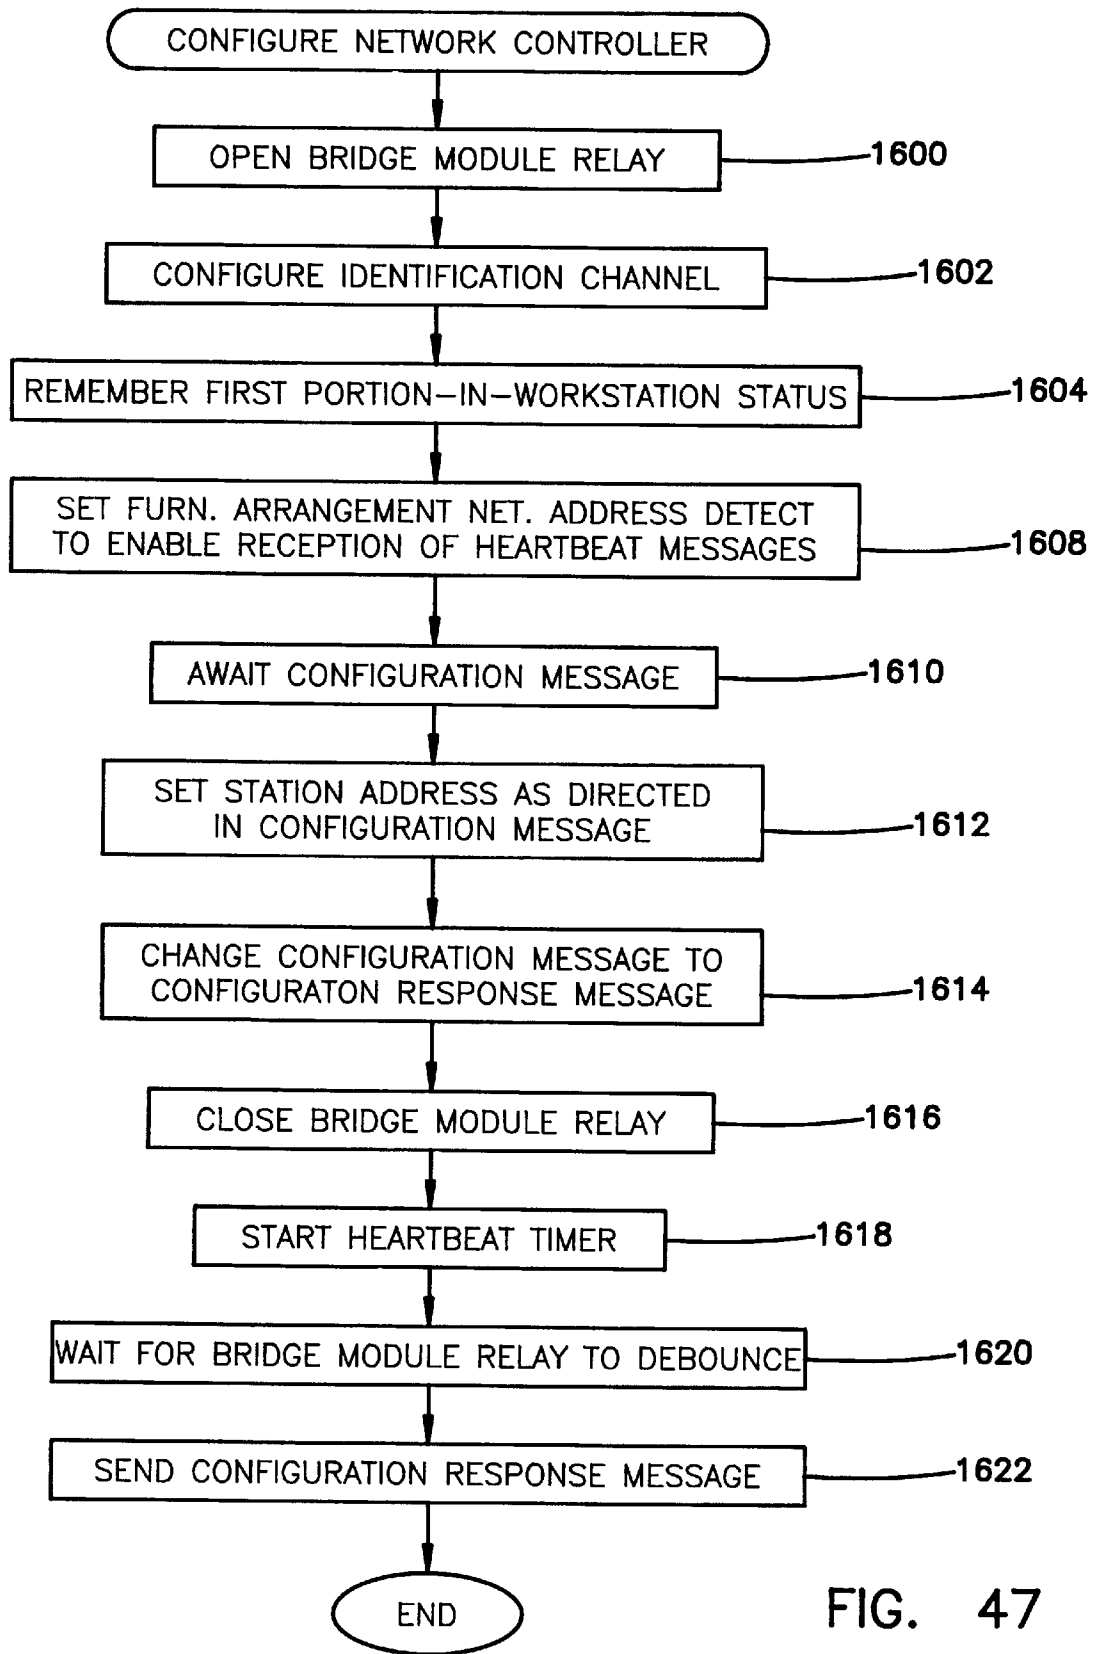 CONFIGURE NETWORK CONTROLLER
OPEN BRIDGE MODULE RELAY
1600
CONFIGURE IDENTIFICATION CHANNEL
1602
REMEMBER FIRST PORTION-IN-WORKSTATION STATUS
1604
SET FURN. ARRANGEMENT NET. ADDRESS DETECT
TO ENABLE RECEPTION OF HEARTBEAT MESSAGES
1608
AWAIT CONFIGURATION MESSAGE
1610
SET STATION ADDRESS AS DIRECTED
IN CONFIGURATION MESSAGE
1612
CHANGE CONFIGURATION MESSAGE TO
CONFIGURATON RESPONSE MESSAGE
1614
CLOSE BRIDGE MODULE RELAY
1616
START HEARTBEAT TIMER
1618
WAIT FOR BRIDGE MODULE RELAY TO DEBOUNCE
1620
SEND CONFIGURATION RESPONSE MESSAGE
1622
END
FIG. 47